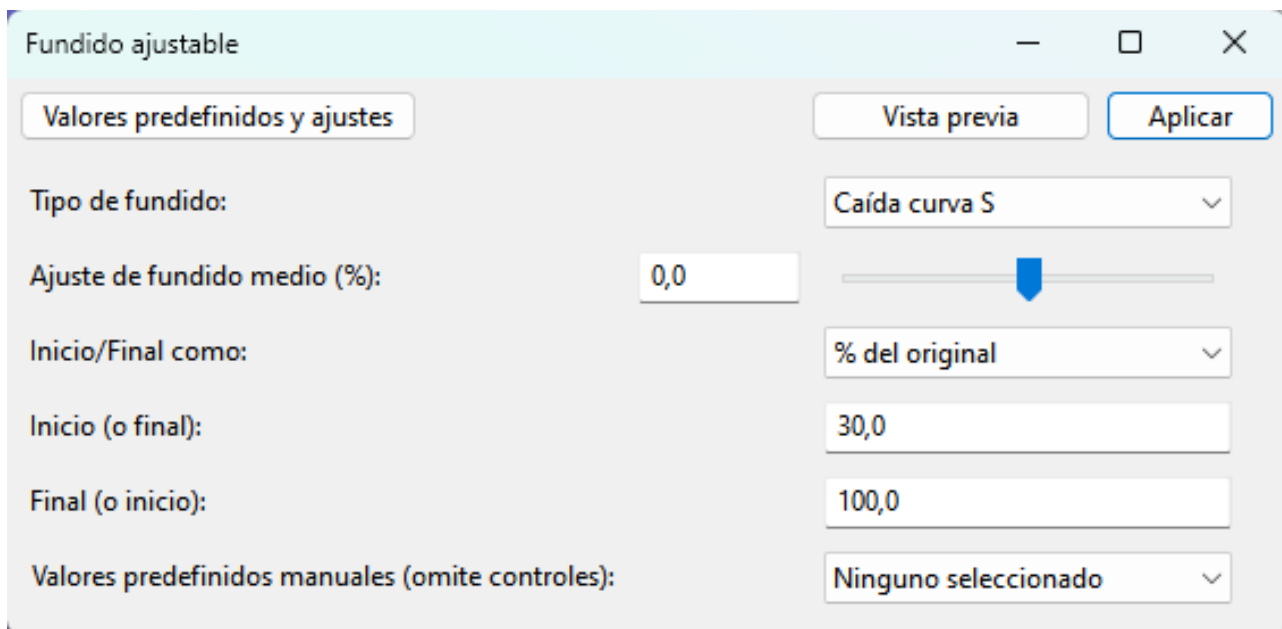 Fundido ajustable
Valores predefinidos y ajustes Vista previa Aplicar
Tipo de fundido: Caída curva S
Ajuste de fundido medio (%): 0,0
Inicio/Final como: % del original
Inicio (o final): 30,0
Final (o inicio): 100,0
Valores predefinidos manuales (omite controles): Ninguno seleccionado